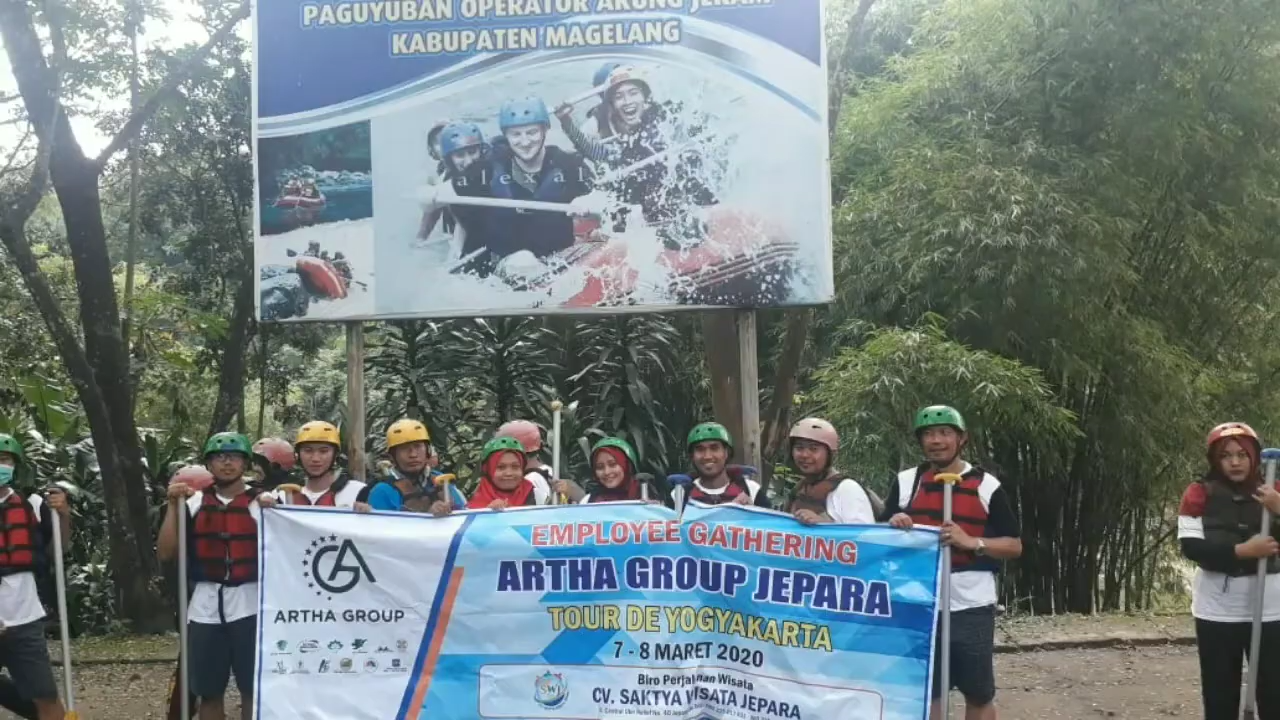 PAGUYUBAN OPERATOR ARUNG JERAM
KABUPATEN MAGELANG
GA
ARTHA GROUP
EMPLOYEE GATHERING
ARTHA GROUP JEPARA
TOUR DE YOGYAKARTA
7 - 8 MARET 2020
Biro Perjalanan Wisata
CV. SAKTYA WISATA JEPARA